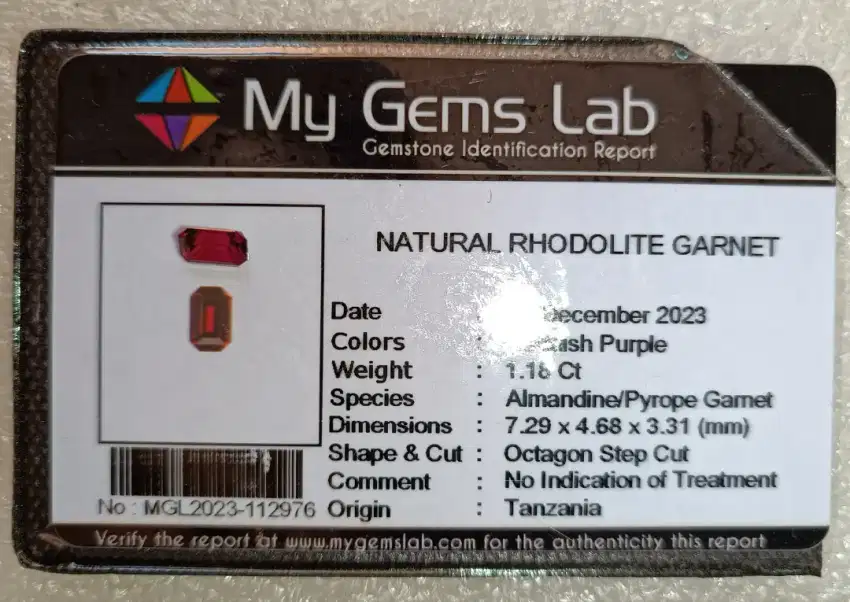 My Gems Lab
Gemstone Identification Report
NATURAL RHODOLITE GARNET
Date : December 2023
Colors : Purple
Weight : 1.18 Ct
Species : Almandine/Pyrope Garnet
Dimensions : 7.29 x 4.68 x 3.31 (mm)
Shape & Cut : Octagon Step Cut
Comment : No Indication of Treatment
No : MGL2023-112976
Origin : Tanzania
Verify the report at www.mygemslab.com for the authenticity this report